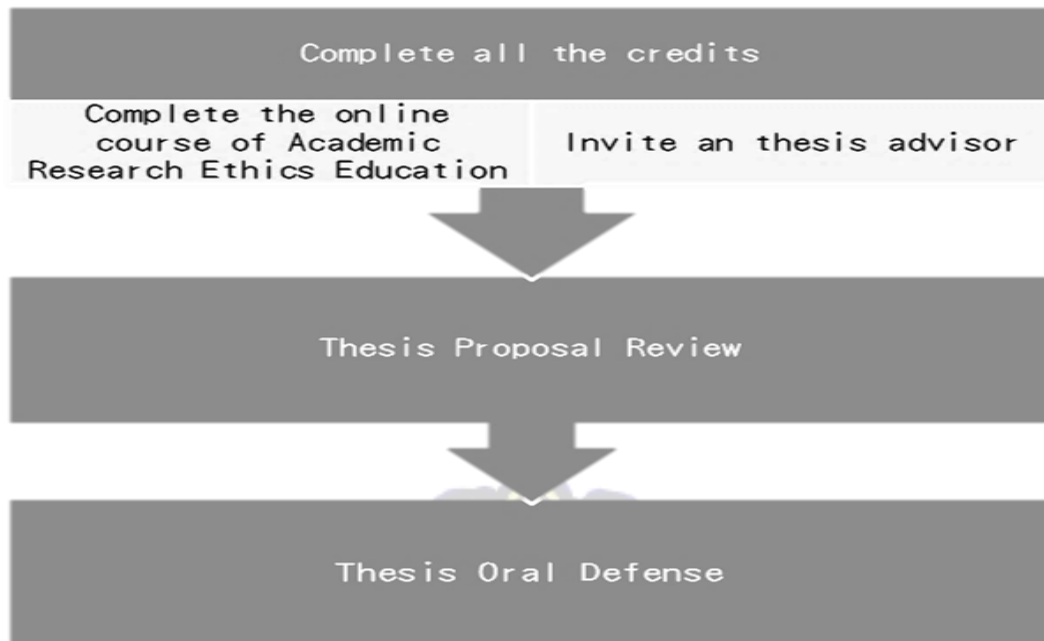 Complete all the credits
Complete the online
course of Academic
Research Ethics Education
Invite an thesis advisor
Thesis Proposal Review
Thesis Oral Defense